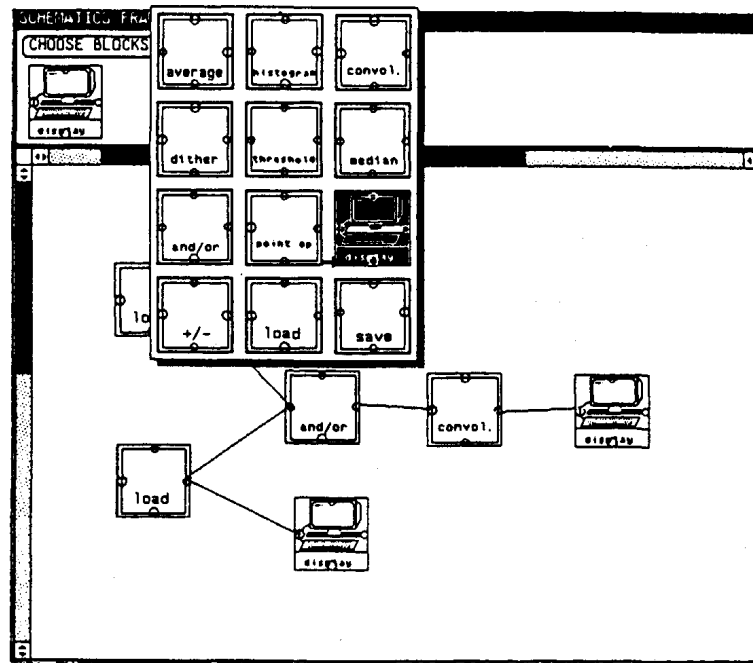 SCHEMATICS FRA
CHOOSE BLOCKS
display
average
histogram
convol.
dither
threshold
median
and/or
point op
display
+/-
load
save
lo
and/or
convol.
display
load
display